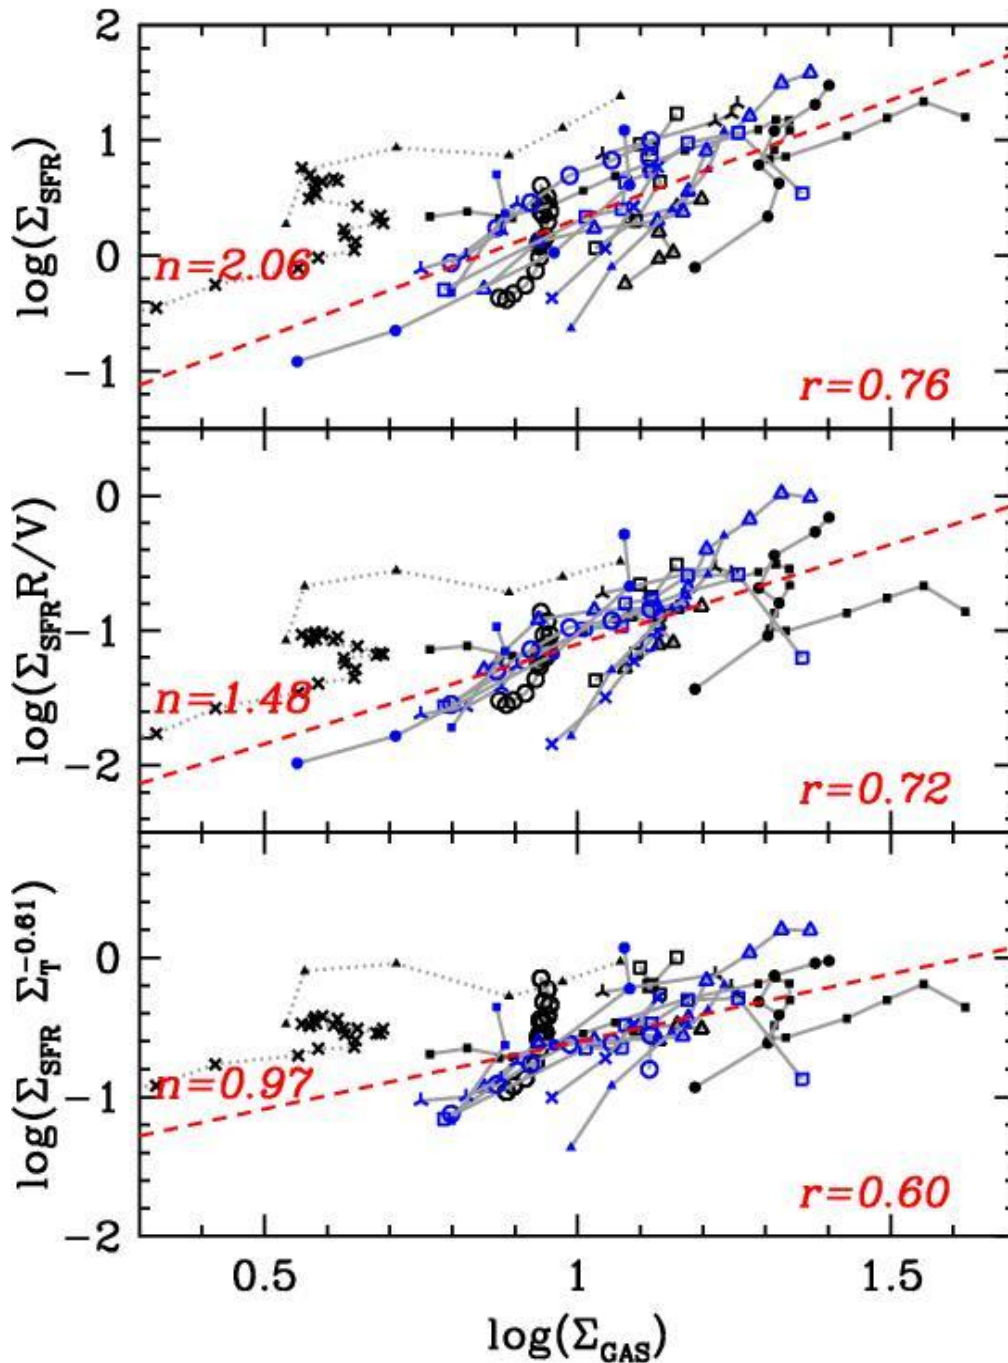 2
1
0
−1
log(Σ_SFR)
n=2.06
r=0.76
0
−1
−2
log(Σ_SFR R/V)
n=1.48
r=0.72
0
−1
−2
log(Σ_SFR Σ_T^−0.61)
n=0.97
r=0.60
0.5 1 1.5
log(Σ_GAS)